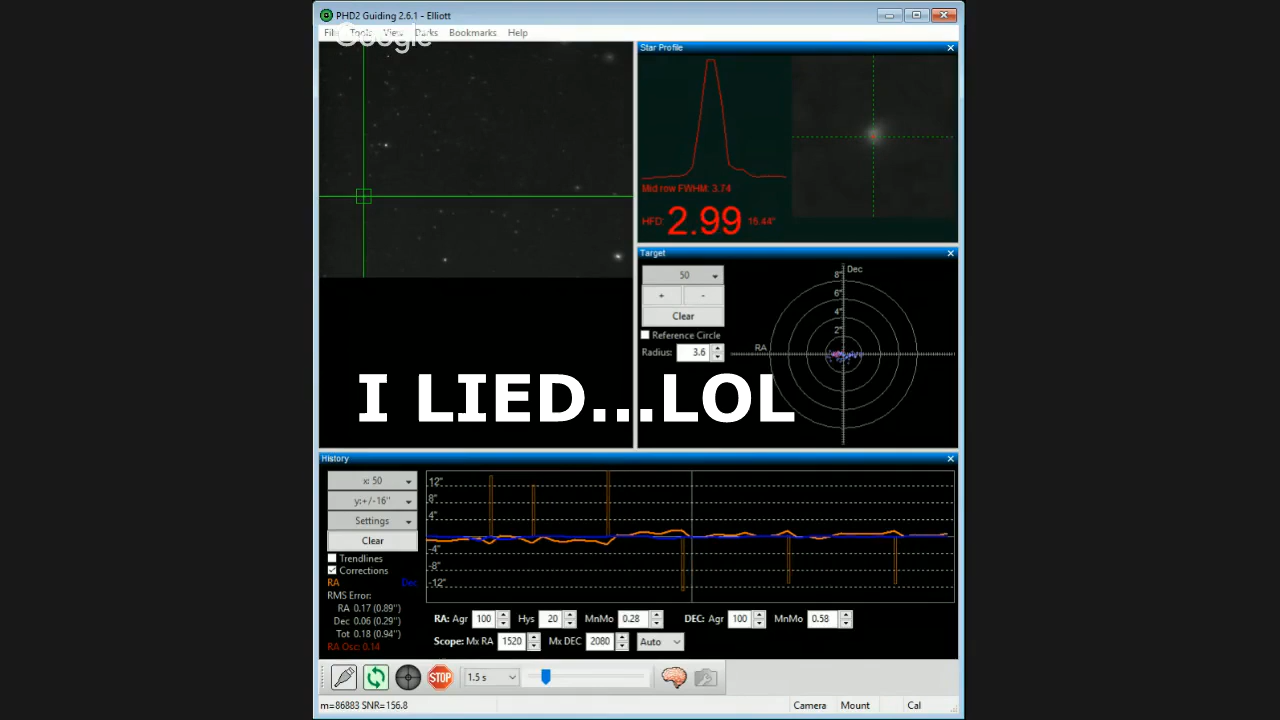 PHD2 Guiding 2.6.1 - Elliott
File Tools View Darks Bookmarks Help
Google
Star Profile
Mid row FWHM: 3.74
HFD: 2.99 16.44"
Target
50
+ -
Clear
Reference Circle
Radius: 3.6
Dec
8"
6"
4"
2"
RA
I LIED...LOL
History
x: 50
y:+/-16"
Settings
Clear
Trendlines
Corrections
RA Dec
RMS Error:
RA 0.17 (0.89")
Dec 0.06 (0.29")
Tot 0.18 (0.94")
RA Osc: 0.14
12"
8"
4"
-4"
-8"
-12"
RA: Agr 100 Hys 20 MnMo 0.28 DEC: Agr 100 MnMo 0.58
Scope: Mx RA 1520 Mx DEC 2080 Auto
STOP
1.5 s
m=86883 SNR=156.8
Camera Mount Cal